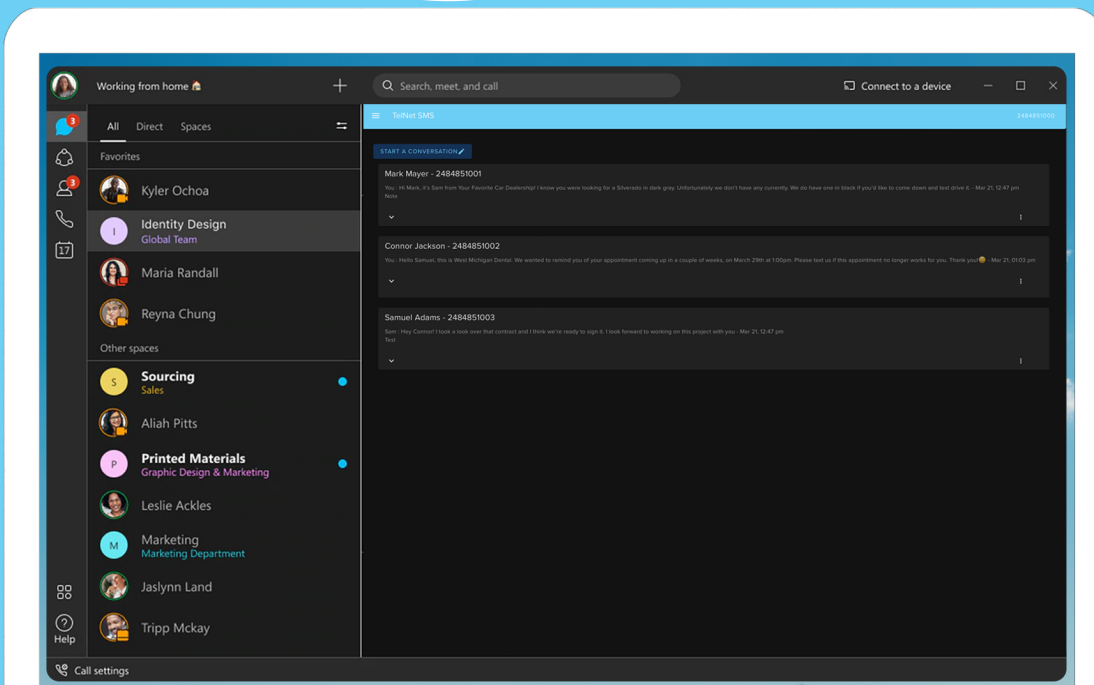 Working from home
Search, meet, and call
Connect to a device
3
All Direct Spaces
TelNet SMS
2484851000
Favorites
START A CONVERSATION
Kyler Ochoa
Mark Mayer - 2484851001
You : Hi Mark, it's Sam from Your Favorite Car Dealership! I know you were looking for a Silverado in dark gray. Unfortunately we don't have any currently. We do have one in black if you'd like to come down and test drive it. - Mar 21, 12:47 pm
Note
3
I
Identity Design
Global Team
17
Connor Jackson - 2484851002
You : Hello Samuel, this is West Michigan Dental. We wanted to remind you of your appointment coming up in a couple of weeks, on March 29th at 1:00pm. Please text us if this appointment no longer works for you. Thank you! - Mar 21, 01:03 pm
Maria Randall
Reyna Chung
Samuel Adams - 2484851003
Sam : Hey Connor! I took a look over that contract and I think we're ready to sign it. I look forward to working on this project with you - Mar 21, 12:47 pm
Test
Other spaces
S
Sourcing
Sales
Aliah Pitts
P
Printed Materials
Graphic Design & Marketing
Leslie Ackles
M
Marketing
Marketing Department
Jaslynn Land
Tripp Mckay
?
Help
Call settings